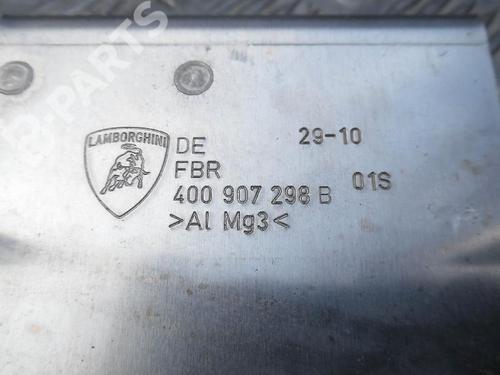 B-PARTS
LAMBORGHINI
DE
29-10
FBR
400 907 298 B
01S
>Al Mg3<